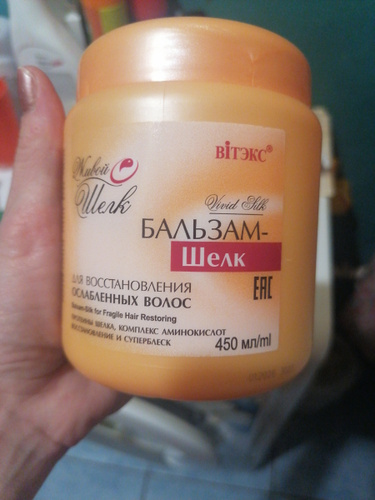 ВIТЭКС®
Живой
Шелк
Vivid Silk
БАЛЬЗАМ-
Шелк
ДЛЯ ВОССТАНОВЛЕНИЯ
ОСЛАБЛЕННЫХ ВОЛОС
EAC
Balsam-Silk for Fragile Hair Restoring
ПРОТЕИНЫ ШЕЛКА, КОМПЛЕКС АМИНОКИСЛОТ
ВОССТАНОВЛЕНИЕ И СУПЕРБЛЕСК
450 мл/ml